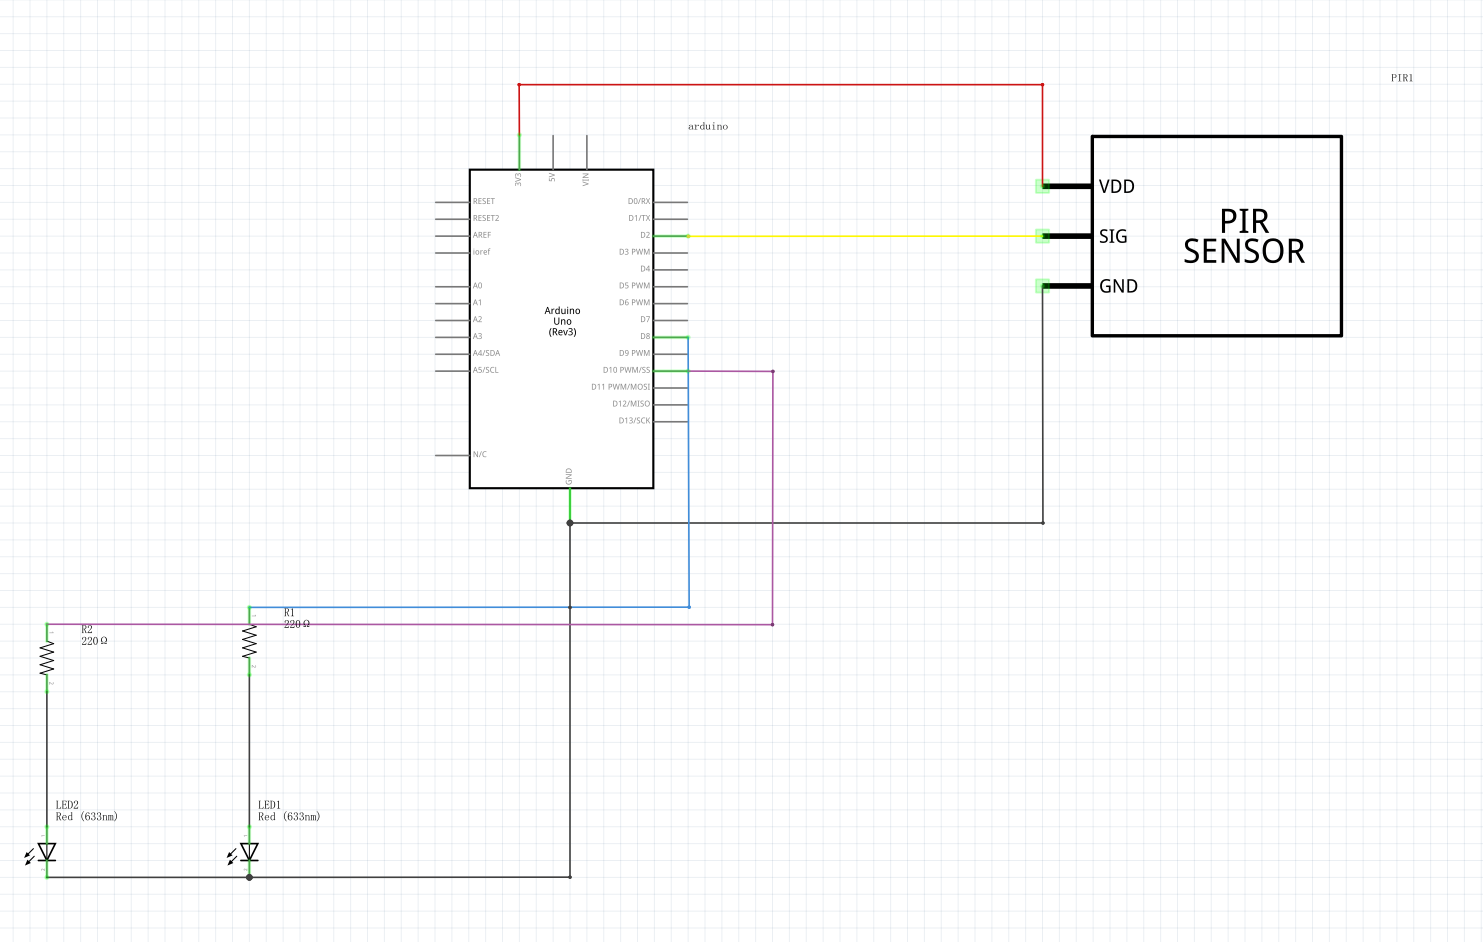 PIR1
arduino
3V3
5V
VIN
VDD
SIG
GND
PIR
SENSOR
RESET
RESET2
AREF
ioref
A0
A1
A2
A3
A4/SDA
A5/SCL
N/C
Arduino
Uno
(Rev3)
D0/RX
D1/TX
D2
D3 PWM
D4
D5 PWM
D6 PWM
D7
D8
D9 PWM
D10 PWM/SS
D11 PWM/MOSI
D12/MISO
D13/SCK
GND
R1
220Ω
R2
220Ω
LED2
Red (633nm)
LED1
Red (633nm)